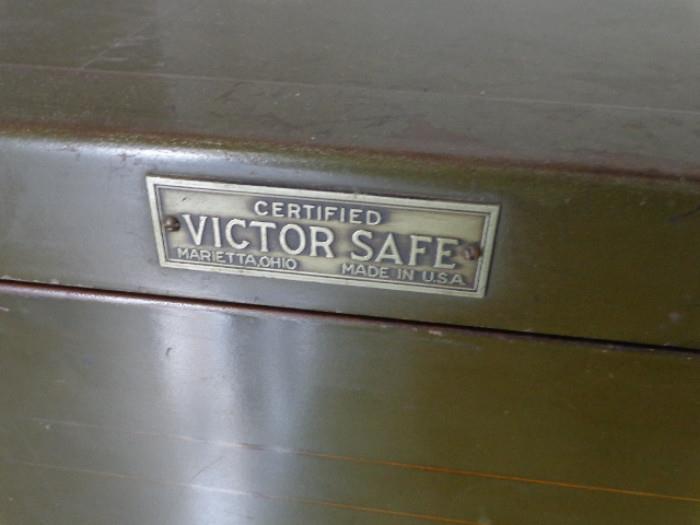 CERTIFIED
VICTOR SAFE
MARIETTA, OHIO MADE IN U.S.A.